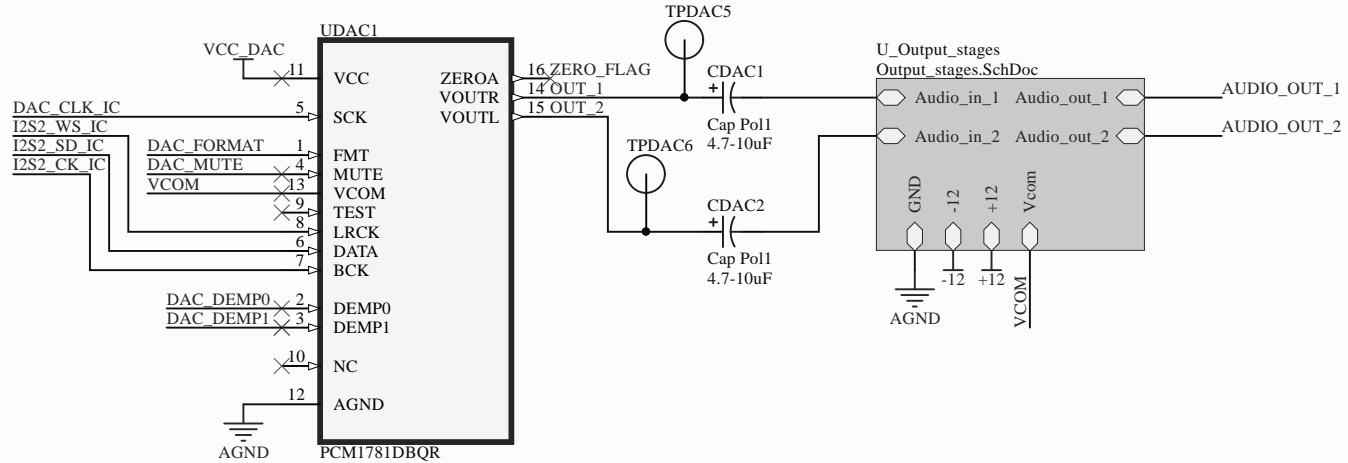 TPDAC5
UDAC1
VCC_DAC
U_Output_stages
Output_stages.SchDoc
11 VCC
ZEROA 16 ZERO_FLAG
CDAC1
VOUTR 14 OUT_1
Audio_in_1 Audio_out_1 AUDIO_OUT_1
DAC_CLK_IC 5 SCK
VOUTL 15 OUT_2
Cap Pol1
4.7-10uF
I2S2_WS_IC
Audio_in_2 Audio_out_2 AUDIO_OUT_2
I2S2_SD_IC DAC_FORMAT 1 FMT
TPDAC6
I2S2_CK_IC DAC_MUTE 4 MUTE
VCOM 13 VCOM
9 TEST
CDAC2
GND -12 +12 Vcom
8 LRCK
6 DATA
Cap Pol1
7 BCK
4.7-10uF
-12 +12
DAC_DEMP0 2 DEMP0
VCOM
AGND
DAC_DEMP1 3 DEMP1
10 NC
12 AGND
AGND
PCM1781DBQR
+
+